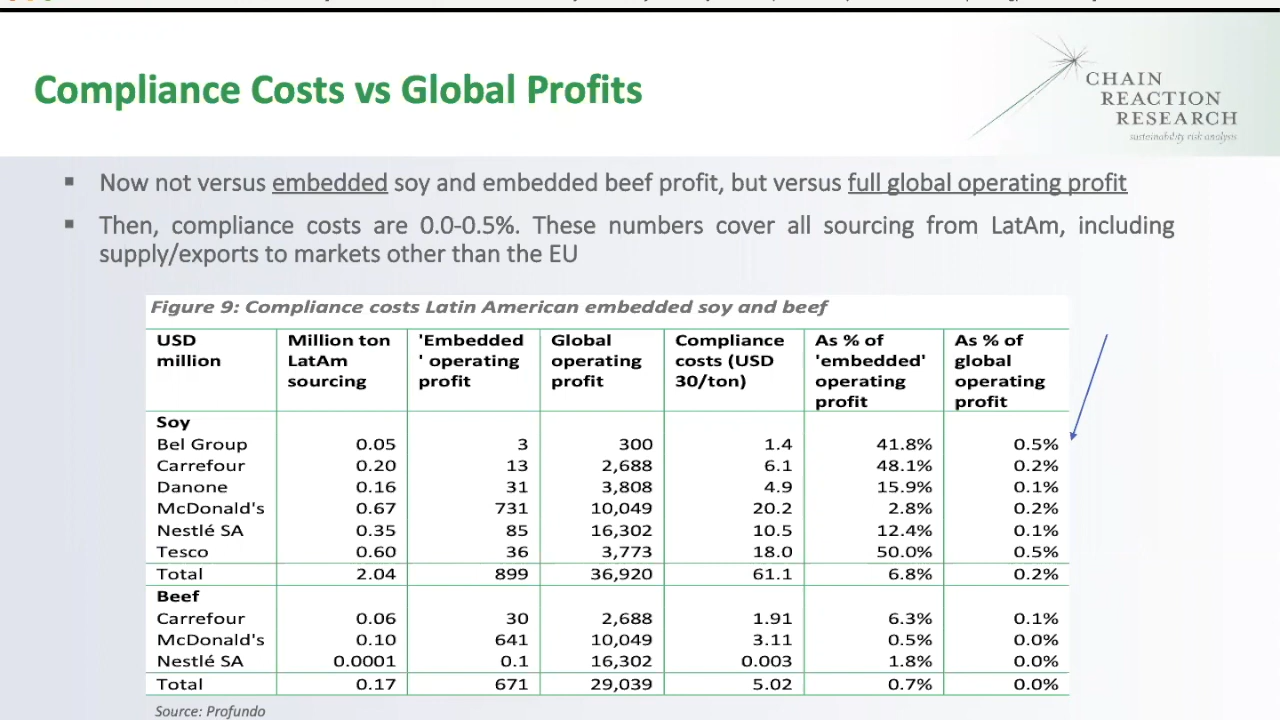 Compliance Costs vs Global Profits
CHAIN
REACTION
RESEARCH
sustainability risk analysis
▪ Now not versus embedded soy and embedded beef profit, but versus full global operating profit
▪ Then, compliance costs are 0.0-0.5%. These numbers cover all sourcing from LatAm, including
supply/exports to markets other than the EU
Figure 9: Compliance costs Latin American embedded soy and beef
USD million | Million ton LatAm sourcing | 'Embedded' operating profit | Global operating profit | Compliance costs (USD 30/ton) | As % of 'embedded' operating profit | As % of global operating profit
Soy
Bel Group 0.05 3 300 1.4 41.8% 0.5%
Carrefour 0.20 13 2,688 6.1 48.1% 0.2%
Danone 0.16 31 3,808 4.9 15.9% 0.1%
McDonald's 0.67 731 10,049 20.2 2.8% 0.2%
Nestlé SA 0.35 85 16,302 10.5 12.4% 0.1%
Tesco 0.60 36 3,773 18.0 50.0% 0.5%
Total 2.04 899 36,920 61.1 6.8% 0.2%
Beef
Carrefour 0.06 30 2,688 1.91 6.3% 0.1%
McDonald's 0.10 641 10,049 3.11 0.5% 0.0%
Nestlé SA 0.0001 0.1 16,302 0.003 1.8% 0.0%
Total 0.17 671 29,039 5.02 0.7% 0.0%
Source: Profundo